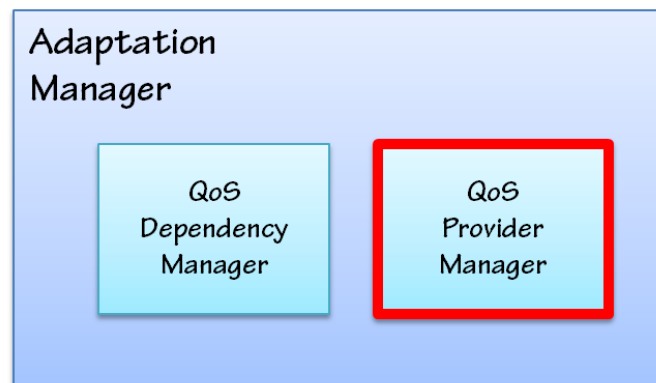 Adaptation
Manager
QoS
Dependency
Manager
QoS
Provider
Manager